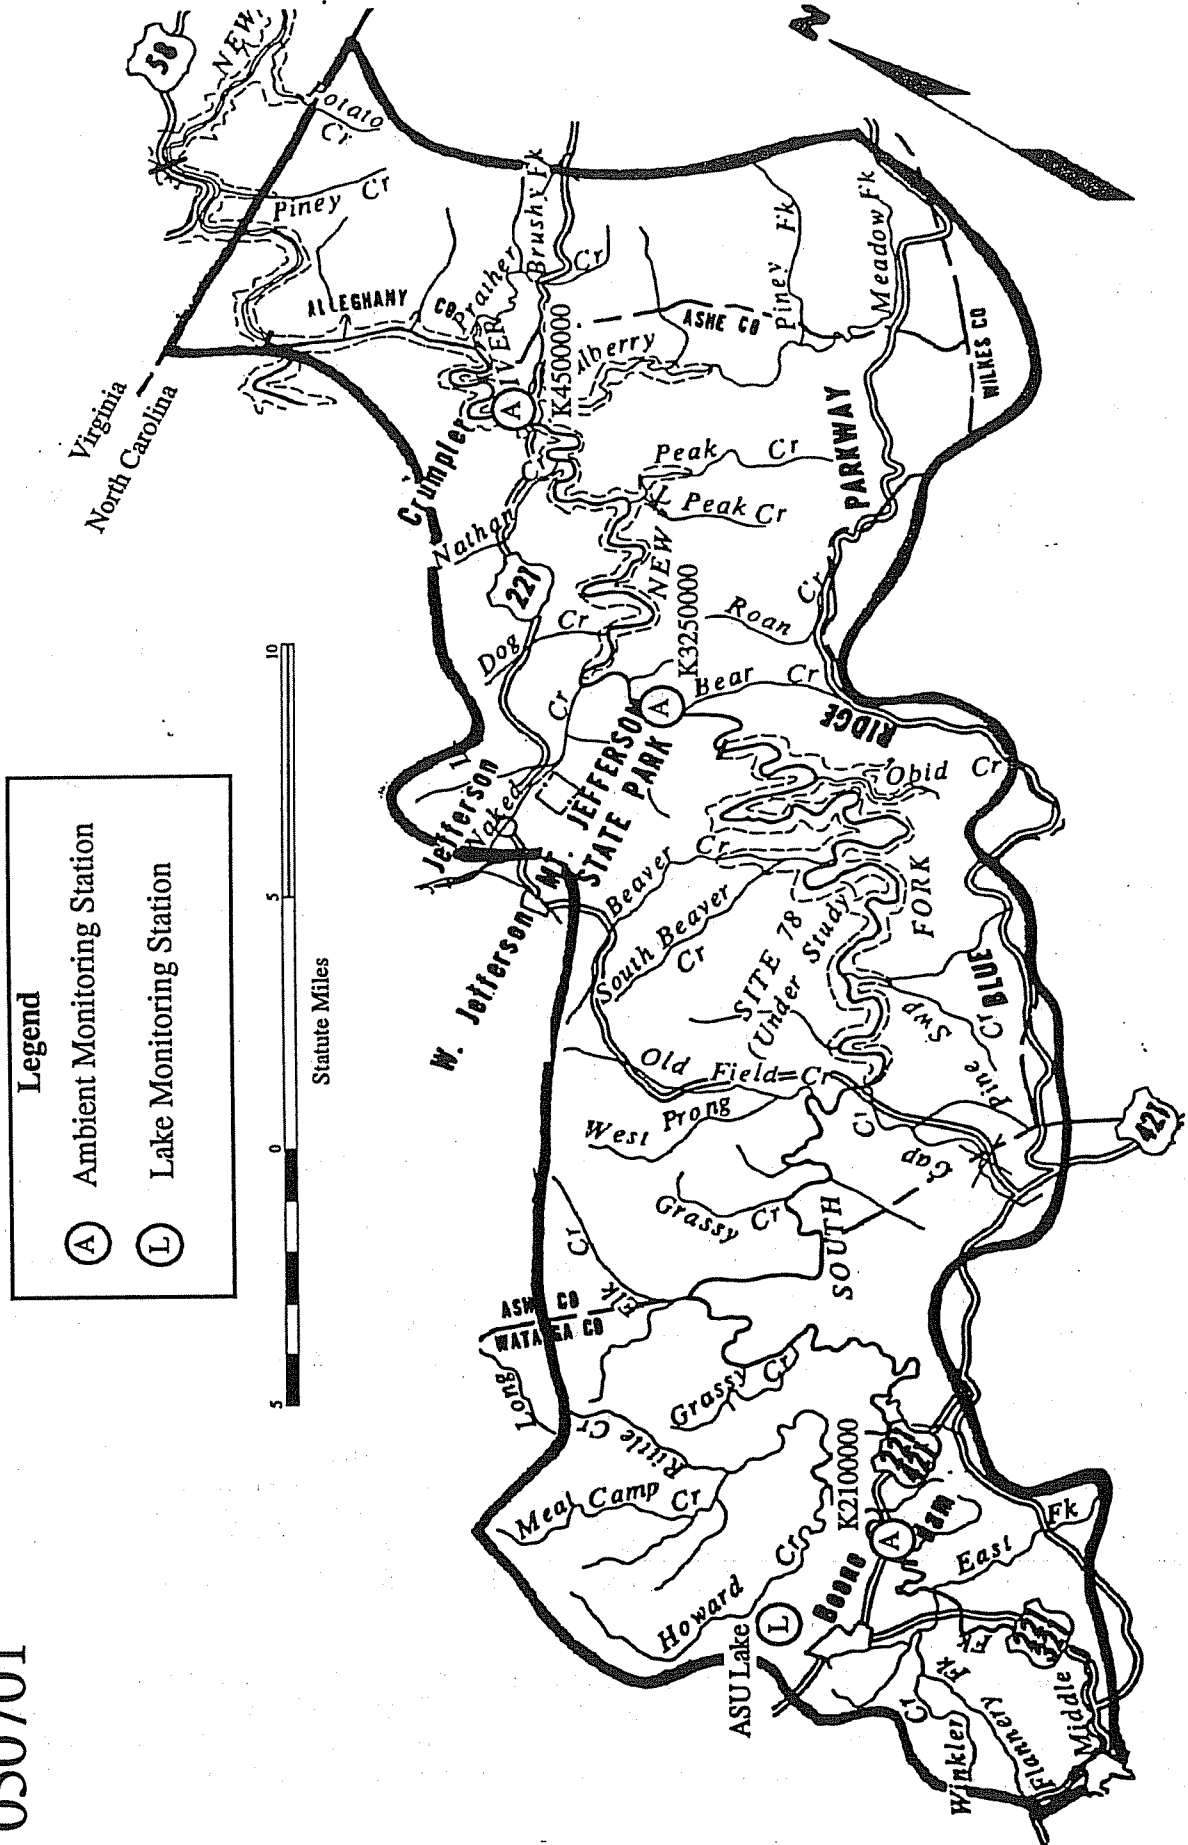 030701
Legend
A Ambient Monitoring Station
L Lake Monitoring Station
5
0
5
10
Statute Miles
N
Virginia
North Carolina
58
NEW
Potato
Cr
Piney Cr
ALLEGHANY CO
Prather
Cr
Brushy Fk
RIVER
A
K4500000
Crumpler
Nathan
Cr
221
Dog
Cr
ASHE CO
Piney Fk
Meadow Fk
WILKES CO
PARKWAY
Peak Cr
L Peak Cr
NEW
Roan
Cr
K3250000
A
Bear Cr
RIDGE
Obid Cr
Jefferson
Naked
Cr
MT. JEFFERSON
STATE PARK
W. Jefferson
Beaver
Cr
South Beaver
Cr
SITE 78
(Under Study)
FORK
Swp
BLUE
Pine Cr
Old
Field
Cr
West Prong
Gap
421
Grassy Cr
SOUTH
Elk
Cr
ASHE CO
WATAUGA CO
Long
Grassy
Cr
Meat Camp
Cr
Howard
Cr
K2100000
221
421
A
Boone
East
Fk
ASU Lake
L
Fk
321
Winkler
Flannery
Fk
Middle